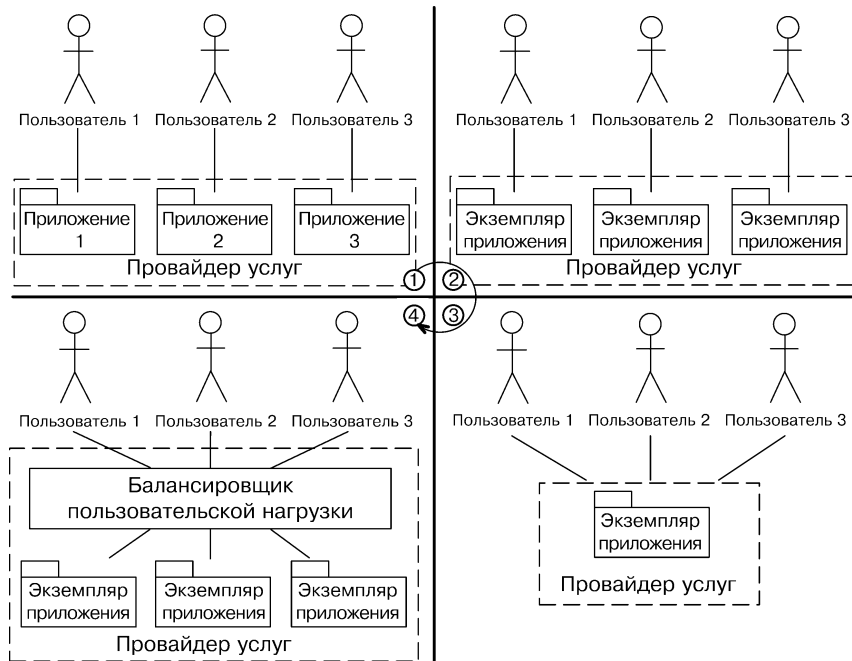 Пользователь 1 Пользователь 2 Пользователь 3
Приложение 1
Приложение 2
Приложение 3
Провайдер услуг
1
Пользователь 1 Пользователь 2 Пользователь 3
Экземпляр
приложения
Экземпляр
приложения
Экземпляр
приложения
Провайдер услуг
2
4
3
Пользователь 1 Пользователь 2 Пользователь 3
Балансировщик
пользовательской нагрузки
Экземпляр
приложения
Экземпляр
приложения
Экземпляр
приложения
Провайдер услуг
Пользователь 1 Пользователь 2 Пользователь 3
Экземпляр
приложения
Провайдер услуг